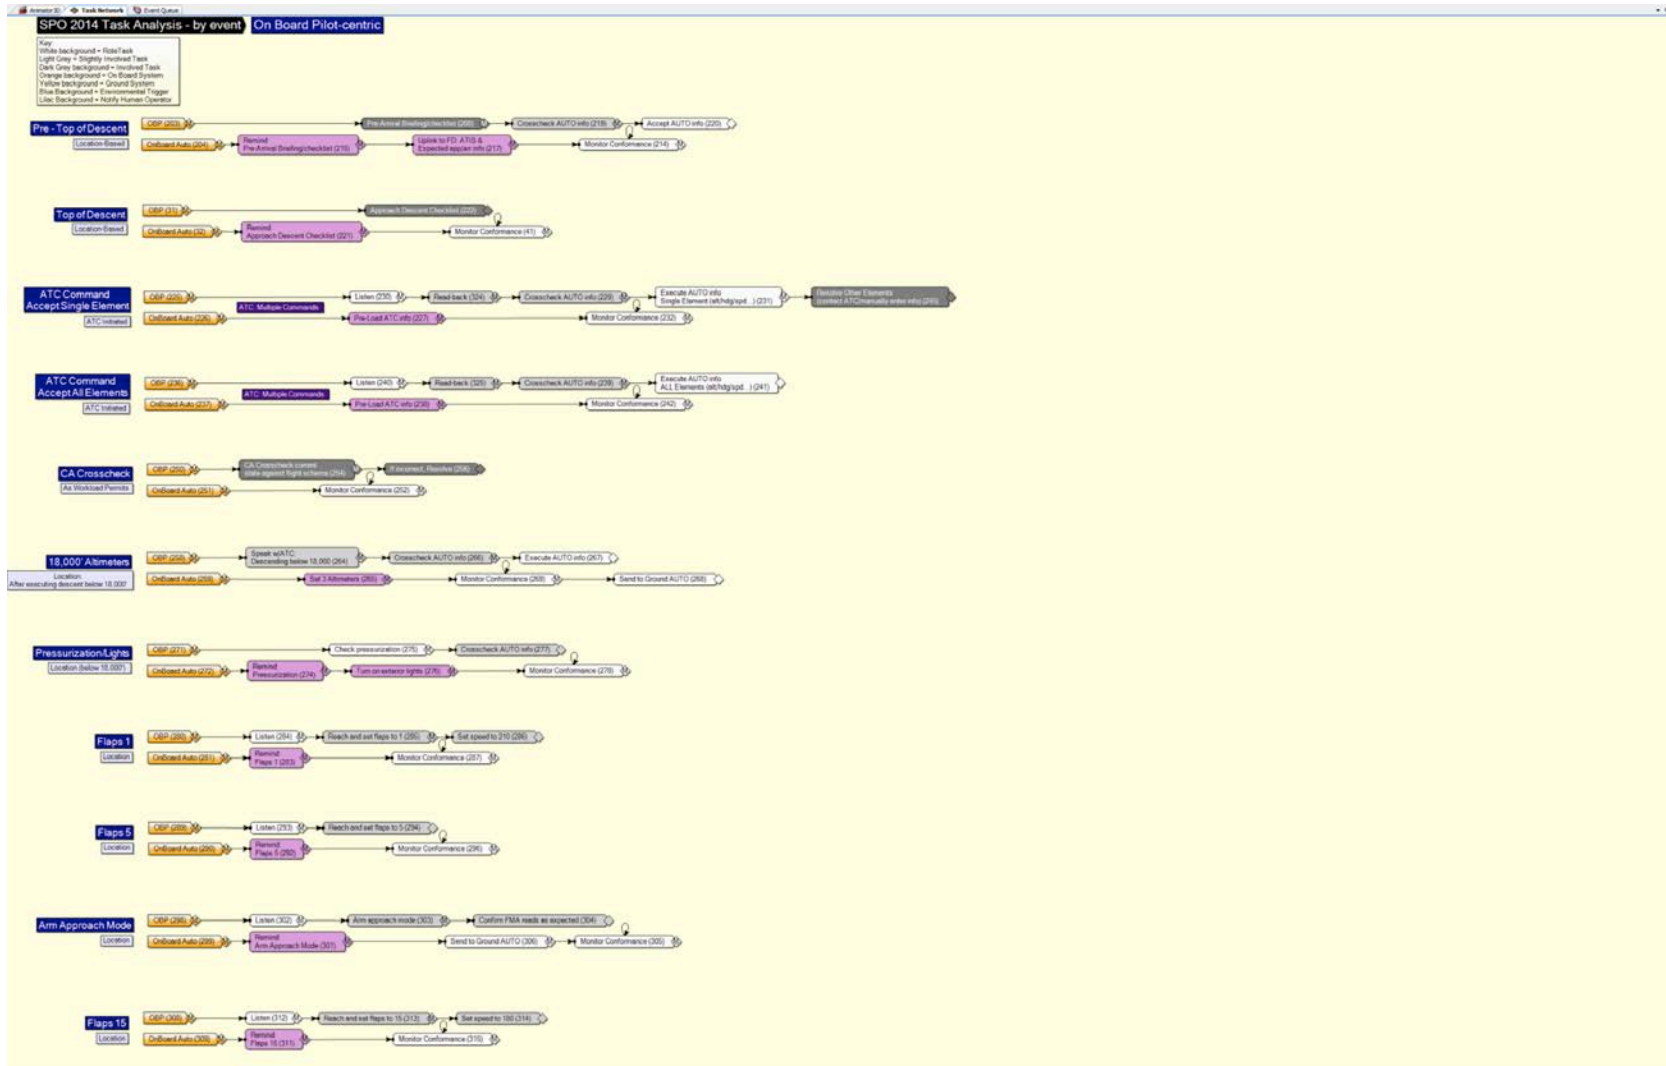 Animator3D
Task Network
Event Queue
SPO 2014 Task Analysis - by event
On Board Pilot-centric
Key
White background = RoteTask
Light Grey = Slightly Involved Task
Dark Grey background = Involved Task
Orange background = On Board System
Yellow background = Ground System
Blue Background = Environmental Trigger
Lilac Background = Notify Human Operator
Pre - Top of Descent
Location-Based
OBP (203)
Pre-Arrival Briefing/checklist
Crosscheck AUTO info (219)
Accept AUTO info (220)
OnBoard Auto (204)
Remind
Pre-Arrival Briefing/checklist (215)
Uplink to FD: ATIS &
Expected app/arr info (217)
Monitor Conformance (214)
Top of Descent
Location-Based
OBP (31)
Approach Descent Checklist (222)
OnBoard Auto (32)
Remind
Approach Descent Checklist (221)
Monitor Conformance (41)
ATC Command
Accept Single Element
ATC Initiated
OBP (225)
ATC: Multiple Commands
Listen (230)
Read-back (324)
Crosscheck AUTO info (229)
Execute AUTO info
Single Element (alt/hdg/spd...) (231)
Resolve Other Elements
(contact ATC/manually enter info)
OnBoard Auto (226)
Pre-Load ATC info (227)
Monitor Conformance (232)
ATC Command
Accept All Elements
ATC Initiated
OBP (236)
ATC: Multiple Commands
Listen (240)
Read-back (325)
Crosscheck AUTO info (239)
Execute AUTO info
ALL Elements (alt/hdg/spd...) (241)
OnBoard Auto (237)
Pre-Load ATC info (238)
Monitor Conformance (242)
CA Crosscheck
As Workload Permits
OBP (250)
CA Crosscheck current
state against flight schema (254)
If incorrect, Resolve (256)
OnBoard Auto (251)
Monitor Conformance (252)
18,000' Altimeters
Location:
After executing descent below 18,000'
OBP (258)
Speak w/ATC:
Descending below 18,000 (264)
Crosscheck AUTO info (266)
Execute AUTO info (267)
OnBoard Auto (259)
Set 3 Altimeters (265)
Monitor Conformance (269)
Send to Ground AUTO (268)
Pressurization/Lights
Location (below 18,000')
OBP (271)
Check pressurization (275)
Crosscheck AUTO info (277)
OnBoard Auto (272)
Remind
Pressurization (274)
Turn on exterior lights (276)
Monitor Conformance (278)
Flaps 1
Location
OBP (280)
Listen (284)
Reach and set flaps to 1 (285)
Set speed to 210 (286)
OnBoard Auto (281)
Remind
Flaps 1 (283)
Monitor Conformance (287)
Flaps 5
Location
OBP (289)
Listen (293)
Reach and set flaps to 5 (294)
OnBoard Auto (290)
Remind
Flaps 5 (292)
Monitor Conformance (296)
Arm Approach Mode
Location
OBP (298)
Listen (302)
Arm approach mode (303)
Confirm FMA reads as expected (304)
OnBoard Auto (299)
Remind
Arm Approach Mode (301)
Send to Ground AUTO (306)
Monitor Conformance (305)
Flaps 15
Location
OBP (308)
Listen (312)
Reach and set flaps to 15 (313)
Set speed to 180 (314)
OnBoard Auto (309)
Remind
Flaps 15 (311)
Monitor Conformance (315)